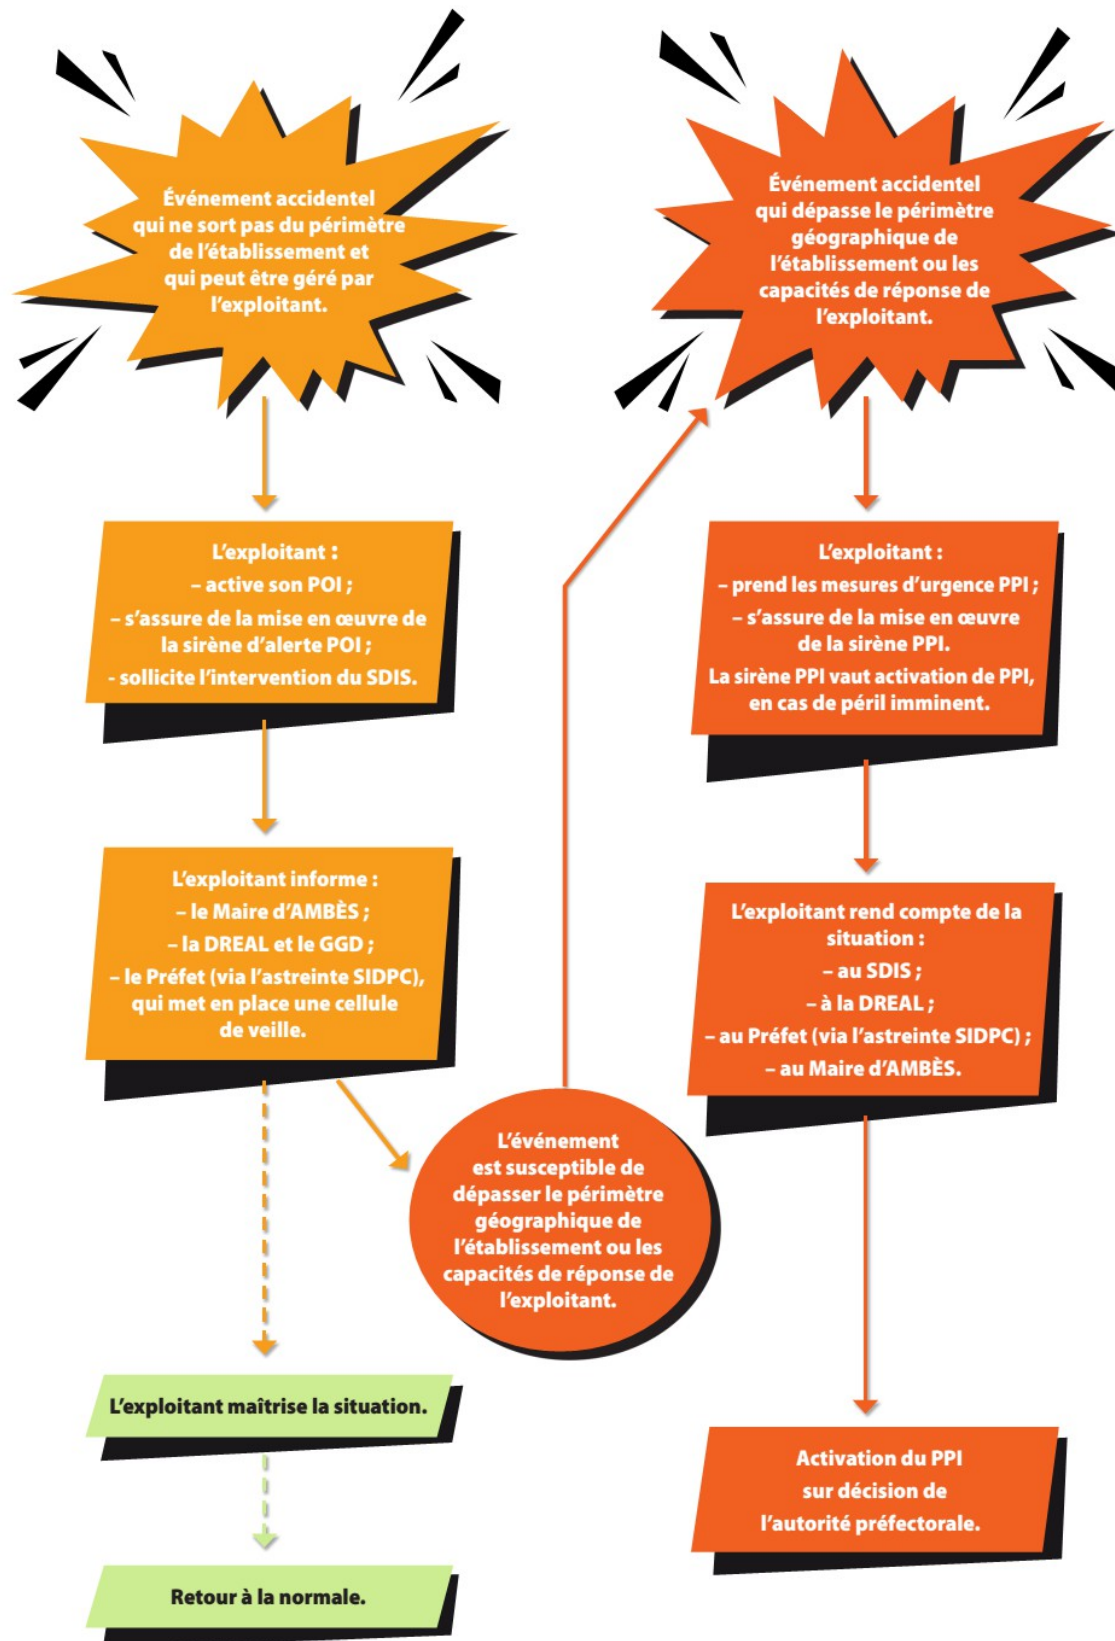 Événement accidentel
qui ne sort pas du périmètre
de l'établissement et
qui peut être géré par
l'exploitant.
L'exploitant :
– active son POI ;
– s'assure de la mise en œuvre de
la sirène d'alerte POI ;
- sollicite l'intervention du SDIS.
L'exploitant informe :
– le Maire d'AMBÈS ;
– la DREAL et le GGD ;
– le Préfet (via l'astreinte SIDPC),
qui met en place une cellule
de veille.
L'exploitant maîtrise la situation.
Retour à la normale.
L'événement
est susceptible de
dépasser le périmètre
géographique de
l'établissement ou les
capacités de réponse de
l'exploitant.
Événement accidentel
qui dépasse le périmètre
géographique de
l'établissement ou les
capacités de réponse de
l'exploitant.
L'exploitant :
– prend les mesures d'urgence PPI ;
– s'assure de la mise en œuvre
de la sirène PPI.
La sirène PPI vaut activation de PPI,
en cas de péril imminent.
L'exploitant rend compte de la
situation :
– au SDIS ;
– à la DREAL ;
– au Préfet (via l'astreinte SIDPC) ;
– au Maire d'AMBÈS.
Activation du PPI
sur décision de
l'autorité préfectorale.